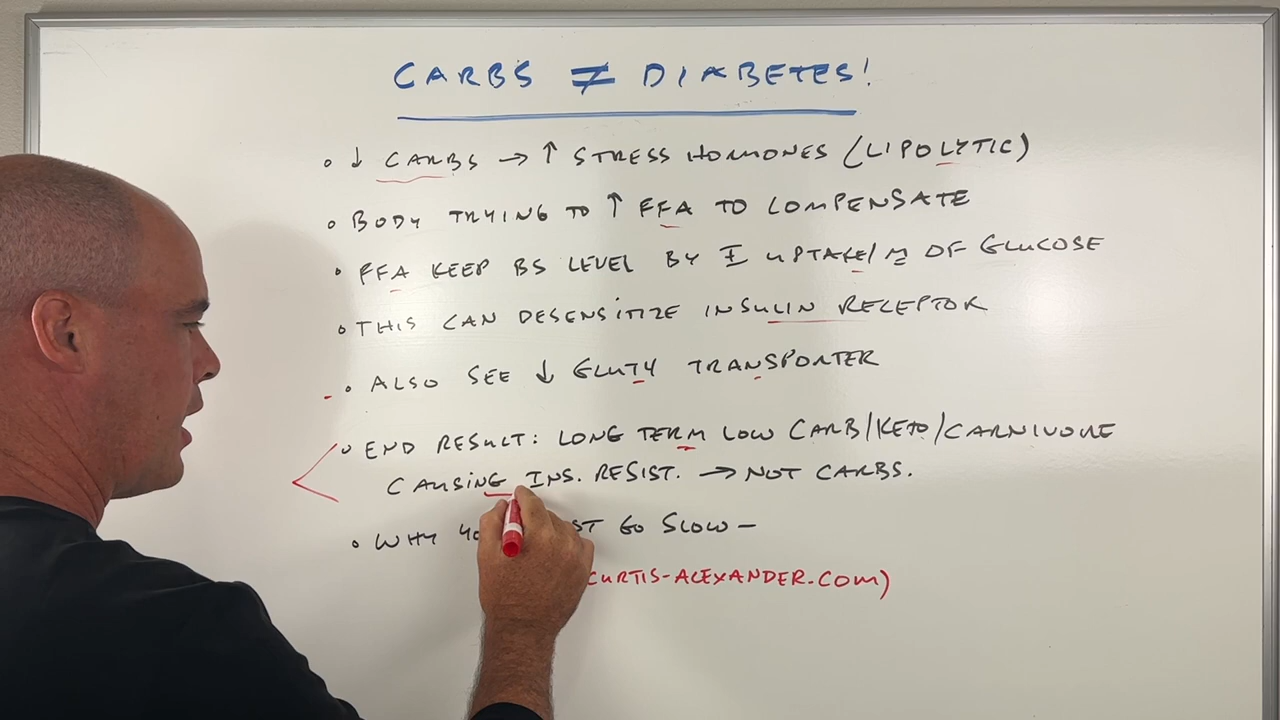 CARBS ≠ DIABETES!
• ↓ CARBS → ↑ STRESS HORMONES (LIPOLYTIC)
• BODY TRYING TO ↑ FFA TO COMPENSATE
• FFA KEEP BS LEVEL BY I UPTAKE/M OF GLUCOSE
• THIS CAN DESENSITIZE INSULIN RECEPTOR
• ALSO SEE ↓ GLUT4 TRANSPORTER
• END RESULT: LONG TERM LOW CARB/KETO/CARNIVORE
CAUSING INS. RESIST. → NOT CARBS.
• WHY GO SLOW –
CURTIS-ALEXANDER.COM)